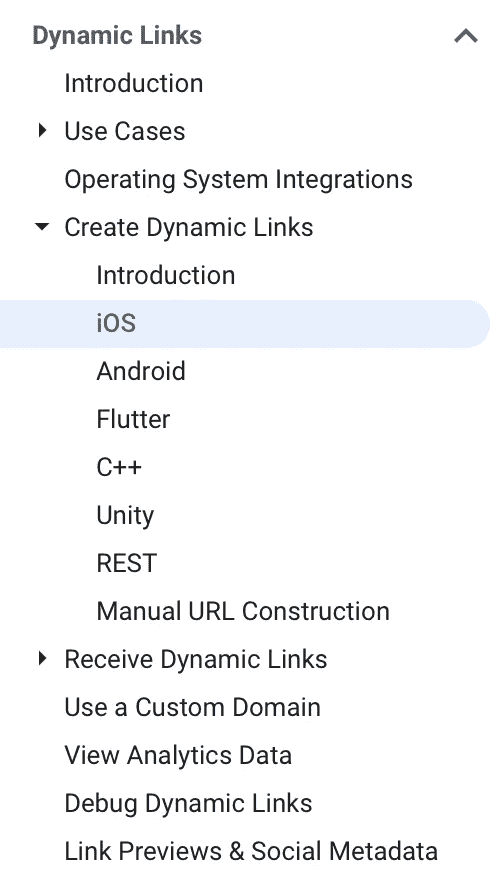 Dynamic Links
Introduction
Use Cases
Operating System Integrations
Create Dynamic Links
Introduction
iOS
Android
Flutter
C++
Unity
REST
Manual URL Construction
Receive Dynamic Links
Use a Custom Domain
View Analytics Data
Debug Dynamic Links
Link Previews & Social Metadata